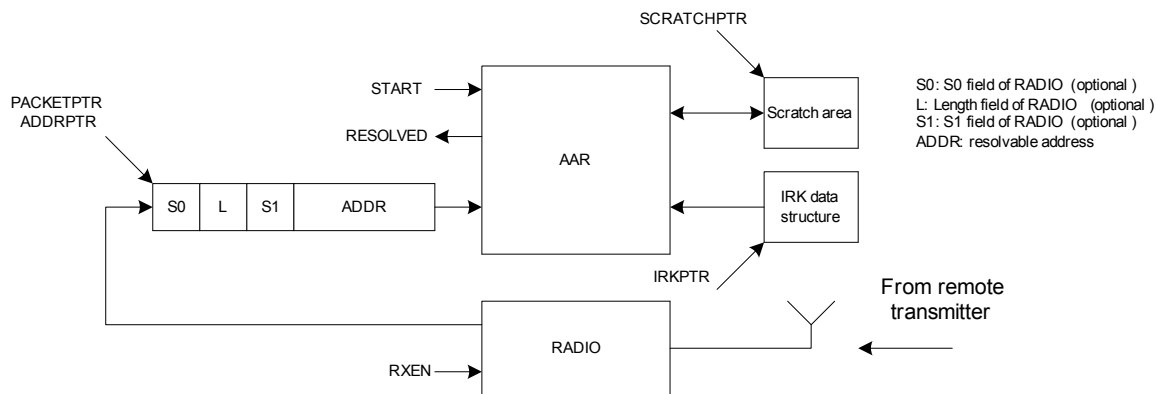 SCRATCHPTR
PACKETPTR
ADDRPTR
START
RESOLVED
AAR
Scratch area
S0: S0 field of RADIO (optional )
L: Length field of RADIO (optional )
S1: S1 field of RADIO (optional )
ADDR: resolvable address
S0
L
S1
ADDR
IRK data
structure
IRKPTR
From remote
transmitter
RADIO
RXEN